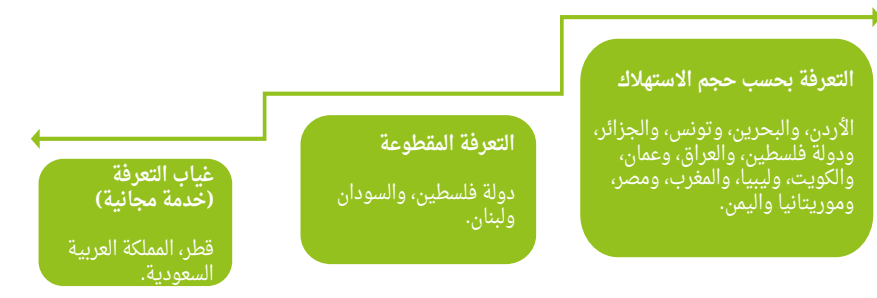 التعرفة بحسب حجم الاستهلاك
الأردن، والبحرين، وتونس، والجزائر،
ودولة فلسطين، والعراق، وعمان،
والكويت، وليبيا، والمغرب، ومصر،
وموريتانيا واليمن.
التعرفة المقطوعة
دولة فلسطين، والسودان
ولبنان.
غياب التعرفة
(خدمة مجانية)
قطر، المملكة العربية
السعودية.